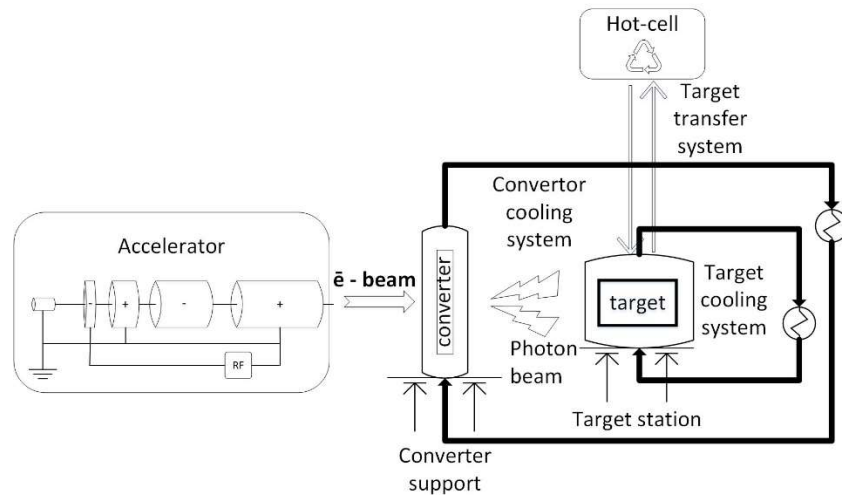 Hot-cell
Target
transfer
system
Convertor
cooling
system
Accelerator
ē - beam
- + - +
RF
converter
target
Target
cooling
system
Photon
beam
Target station
Converter
support